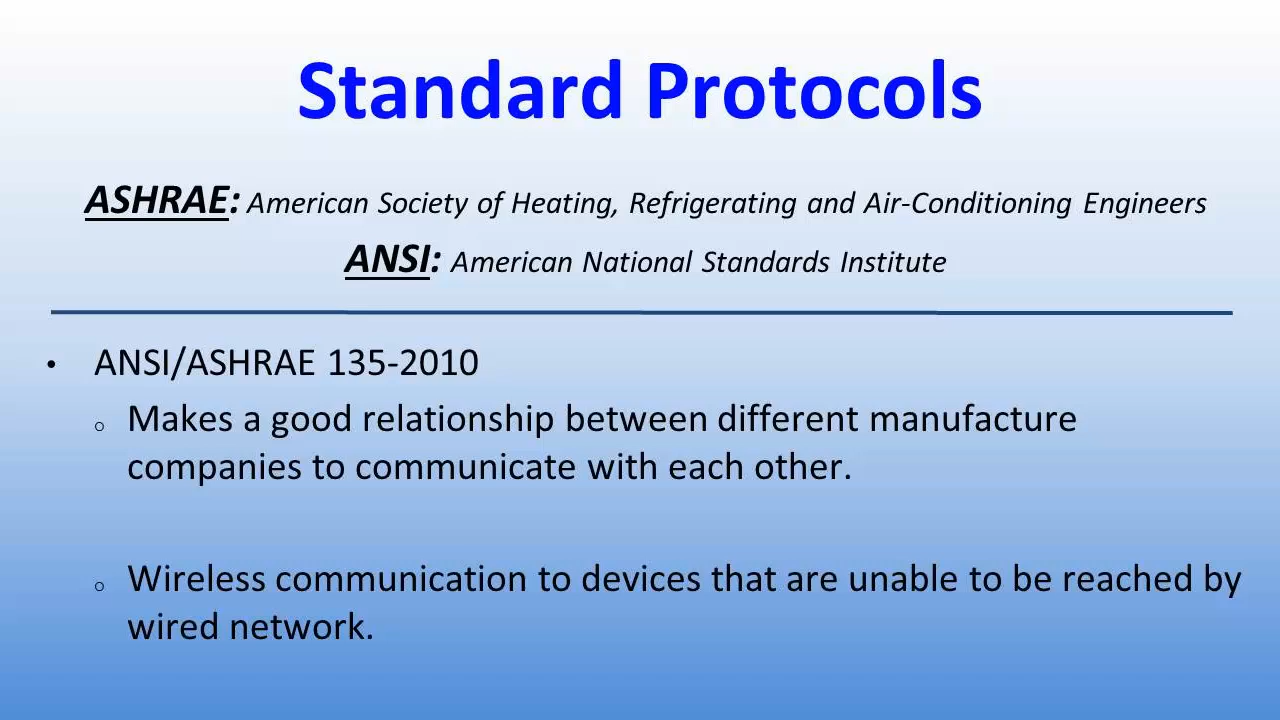 Standard Protocols
ASHRAE: American Society of Heating, Refrigerating and Air-Conditioning Engineers
ANSI: American National Standards Institute
• ANSI/ASHRAE 135-2010
o Makes a good relationship between different manufacture
companies to communicate with each other.
o Wireless communication to devices that are unable to be reached by
wired network.